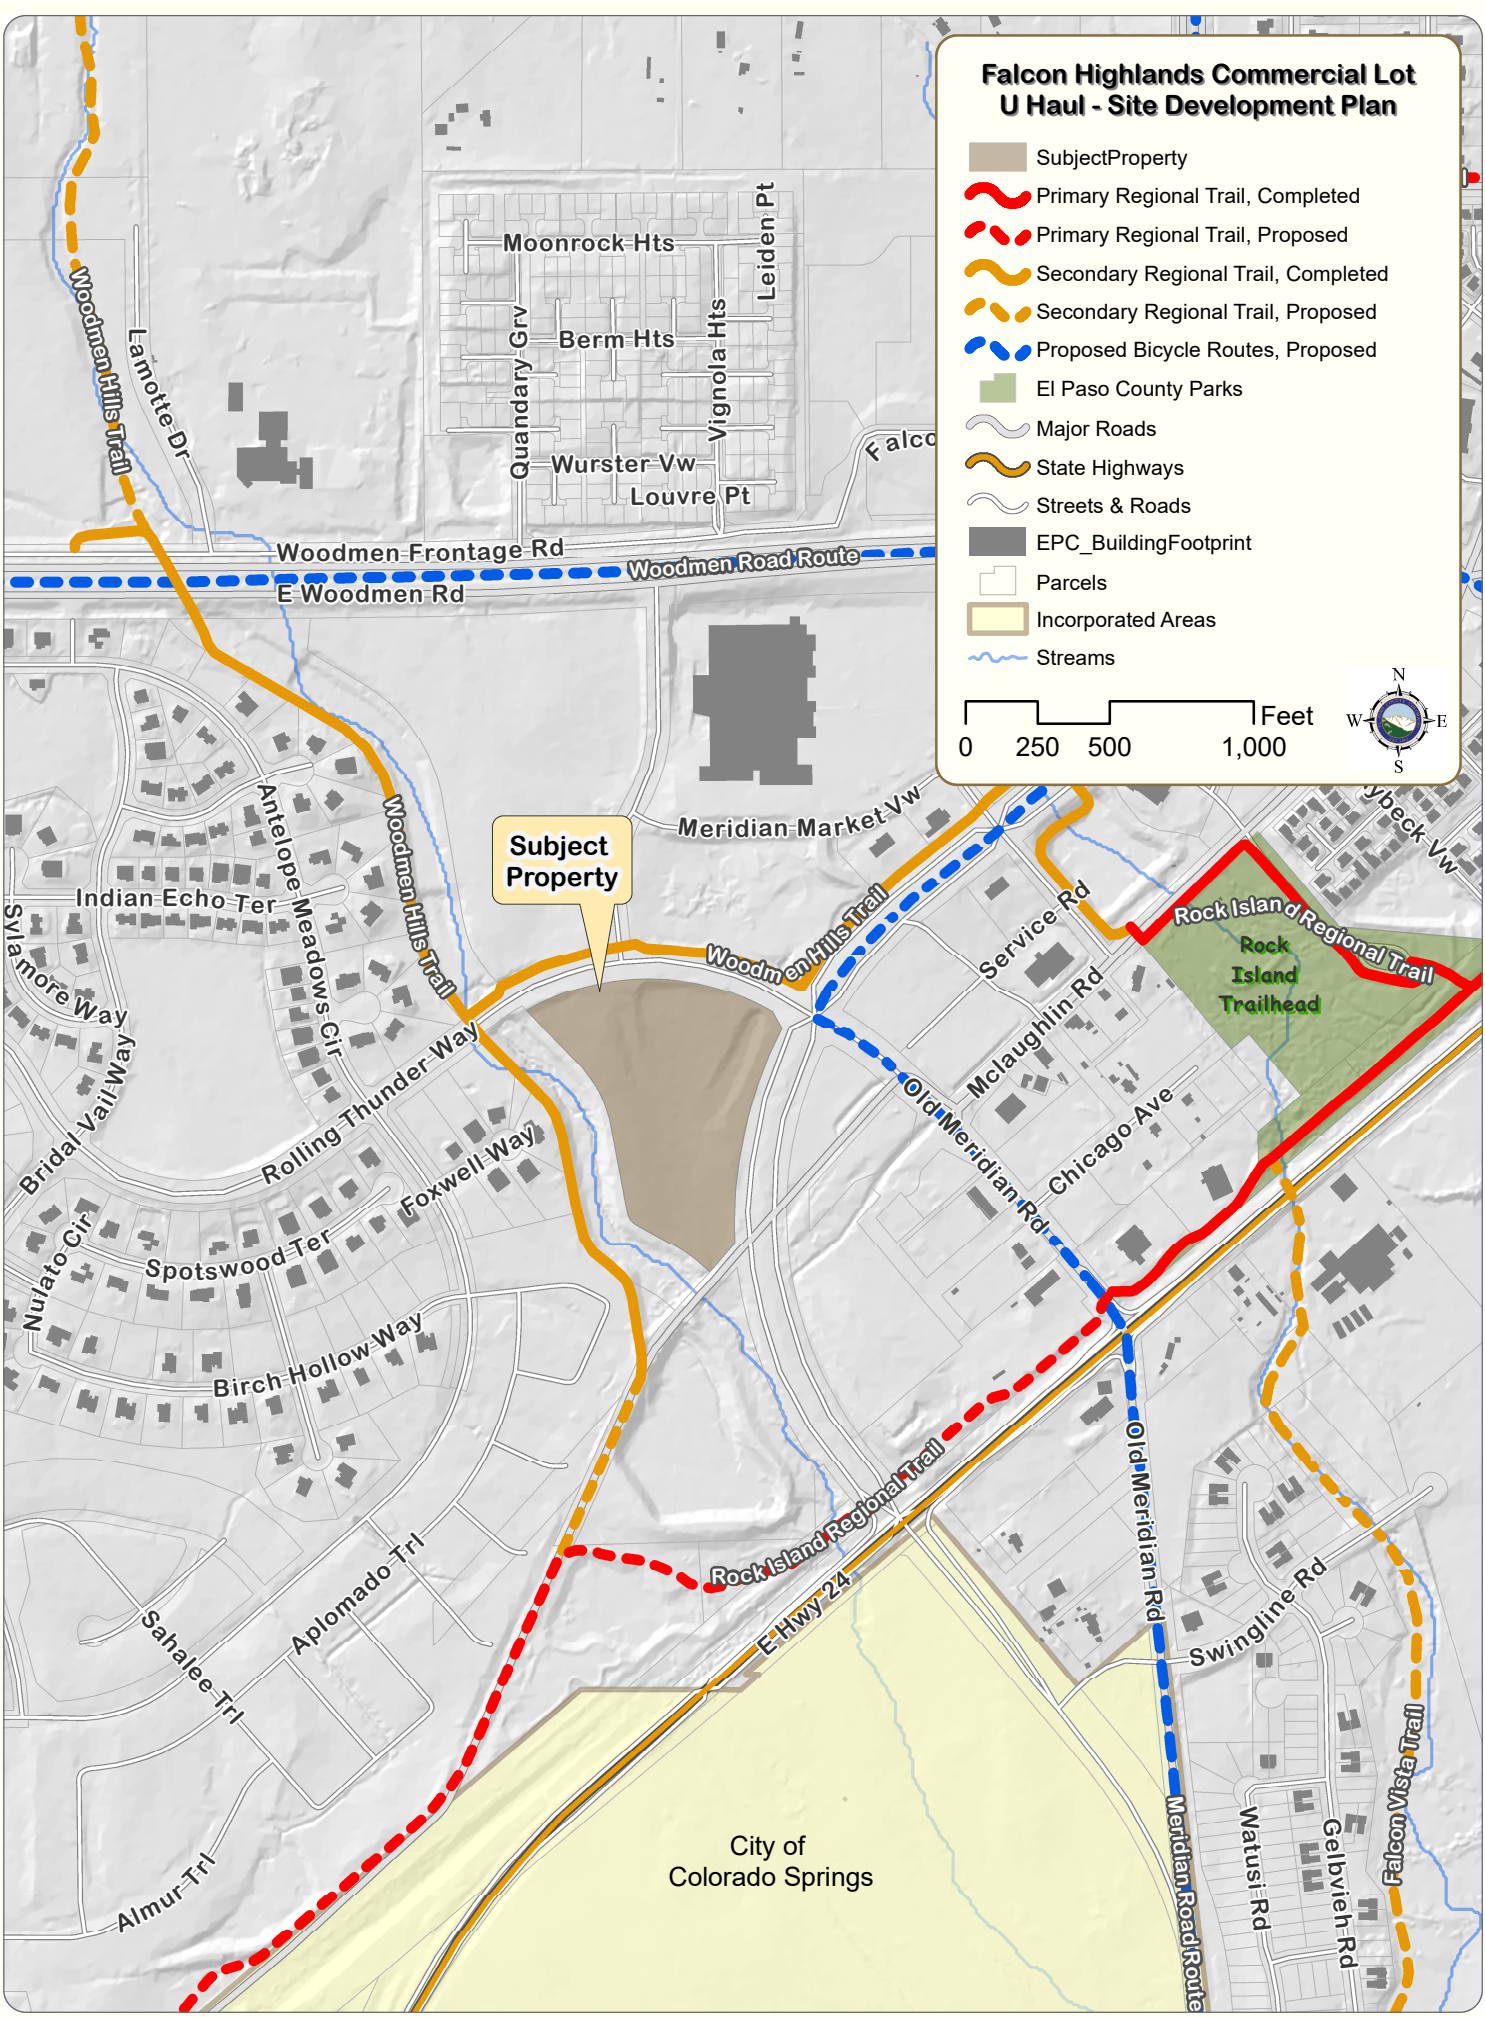 Falcon Highlands Commercial Lot
U Haul - Site Development Plan
SubjectProperty
Primary Regional Trail, Completed
Primary Regional Trail, Proposed
Secondary Regional Trail, Completed
Secondary Regional Trail, Proposed
Proposed Bicycle Routes, Proposed
El Paso County Parks
Major Roads
State Highways
Streets & Roads
EPC_BuildingFootprint
Parcels
Incorporated Areas
Streams
Feet
0 250 500 1,000
N
W E
S
Moonrock Hts
Leiden Pt
Berm Hts
Quandary Grv
Vignola Hts
Wurster Vw
Louvre Pt
Falco
Woodmen Hills Trail
Lamotte Dr
Woodmen Frontage Rd
Woodmen Road Route
E Woodmen Rd
Meridian Market Vw
Subject
Property
Antelope Meadows Cir
Woodmen Hills Trail
Indian Echo Ter
Sylamore Way
Bridal Vail Way
Woodmen Hills Trail
Service Rd
Mclaughlin Rd
ybeck Vw
Rock Island Regional Trail
Rock
Island
Trailhead
Rolling Thunder Way
Foxwell Way
Old Meridian Rd
Chicago Ave
Nulato Cir
Spotswood Ter
Birch Hollow Way
Rock Island Regional Trail
Old Meridian Rd
E Hwy 24
Aplomado Trl
Sahalee Trl
Almur Trl
Swingline Rd
Falcon Vista Trail
Meridian Road Route
Watusi Rd
Gelbvieh Rd
City of
Colorado Springs